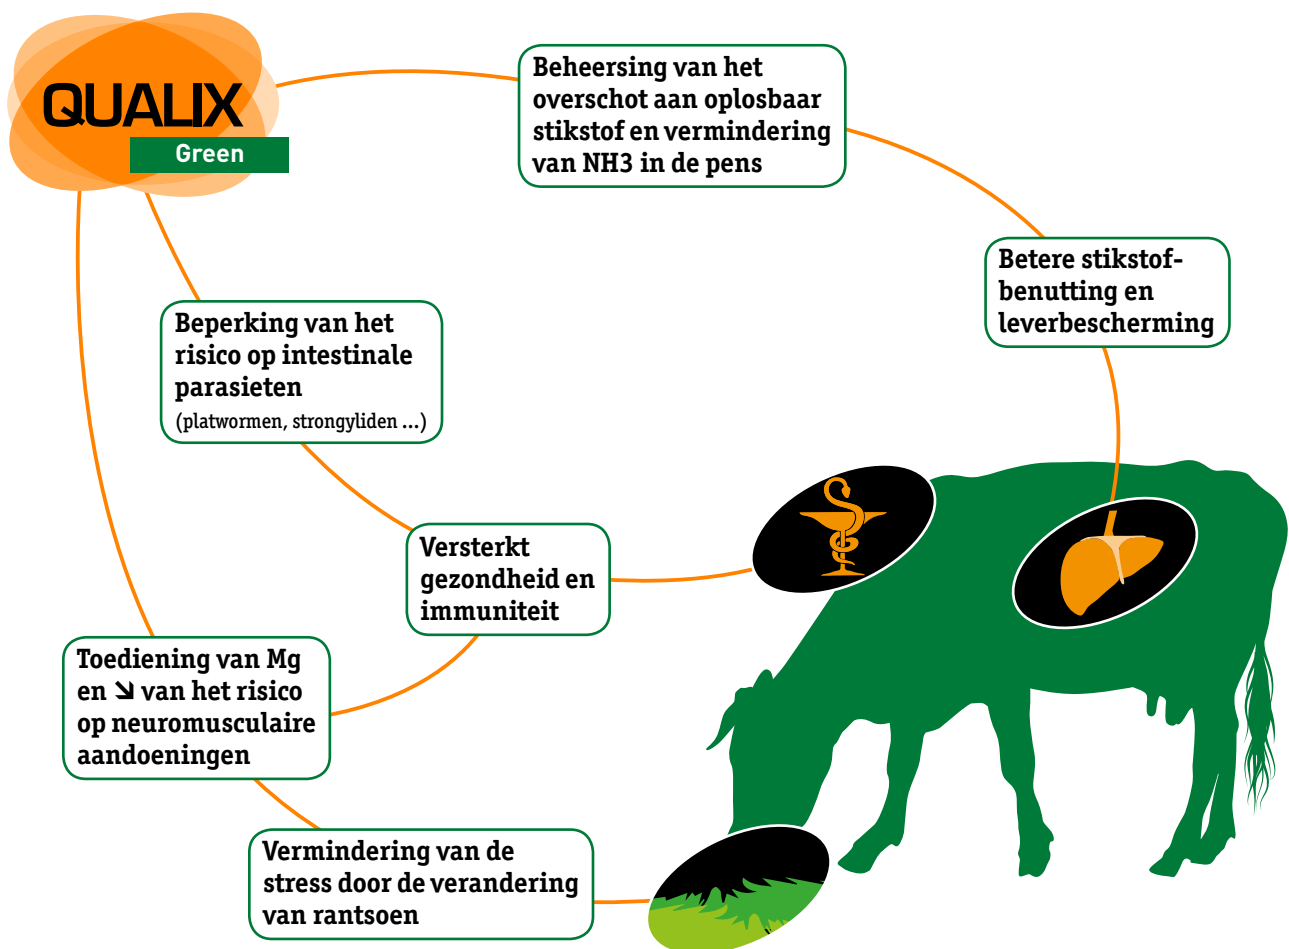 QUALIX
Green
Beheersing van het
overschot aan oplosbaar
stikstof en vermindering
van NH3 in de pens
Betere stikstof-
benutting en
leverbescherming
Beperking van het
risico op intestinale
parasieten
(platwormen, strongyliden ...)
Versterkt
gezondheid en
immuniteit
Toediening van Mg
en ➘ van het risico
op neuromusculaire
aandoeningen
Vermindering van de
stress door de verandering
van rantsoen